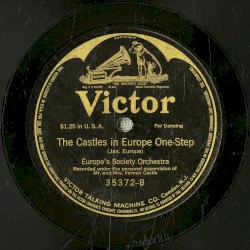 Victor
$1.25 in U.S.A. For Dancing
The Castles in Europe One-Step
(Jas. Europe)
Europe's Society Orchestra
Recorded under the personal supervision of
Mr. and Mrs. Vernon Castle
35372-B
VICTOR TALKING MACHINE CO. Camden, N.J.